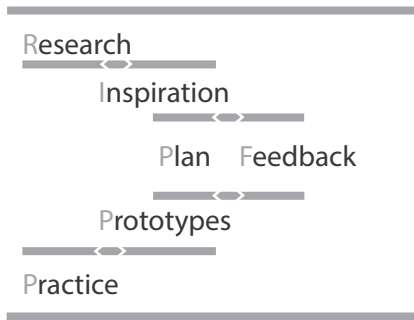 Research
Inspiration
Plan Feedback
Prototypes
Practice